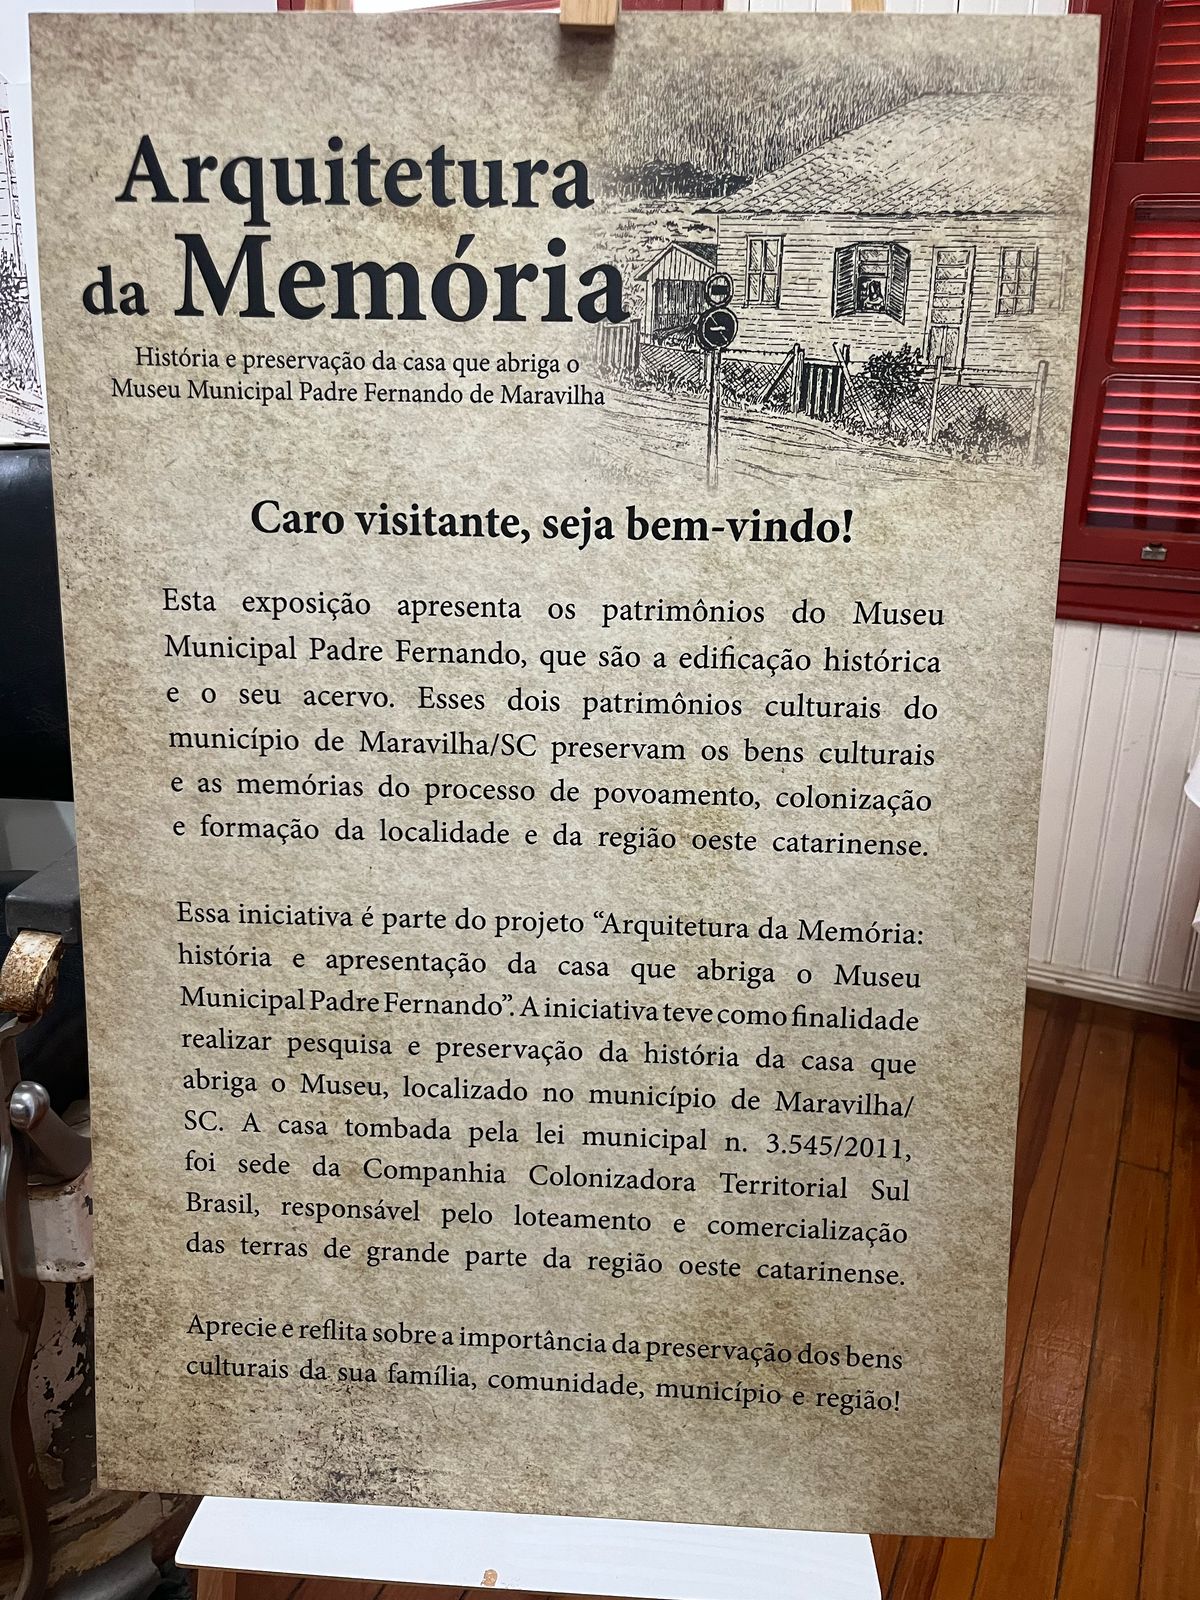 Arquitetura
da Memória
História e preservação da casa que abriga o
Museu Municipal Padre Fernando de Maravilha
Caro visitante, seja bem-vindo!
Esta exposição apresenta os patrimônios do Museu
Municipal Padre Fernando, que são a edificação histórica
e o seu acervo. Esses dois patrimônios culturais do
município de Maravilha/SC preservam os bens culturais
e as memórias do processo de povoamento, colonização
e formação da localidade e da região oeste catarinense.
Essa iniciativa é parte do projeto “Arquitetura da Memória:
história e apresentação da casa que abriga o Museu
Municipal Padre Fernando”. A iniciativa teve como finalidade
realizar pesquisa e preservação da história da casa que
abriga o Museu, localizado no município de Maravilha/
SC. A casa tombada pela lei municipal n. 3.545/2011,
foi sede da Companhia Colonizadora Territorial Sul
Brasil, responsável pelo loteamento e comercialização
das terras de grande parte da região oeste catarinense.
Aprecie e reflita sobre a importância da preservação dos bens
culturais da sua família, comunidade, município e região!